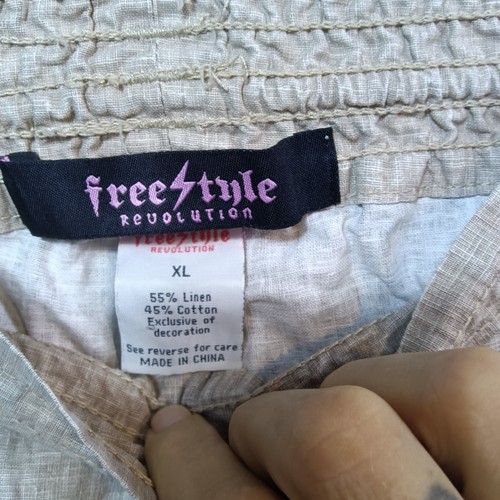 freeStyle
REVOLUTION
freeStyle
REVOLUTION
XL
55% Linen
45% Cotton
Exclusive of
decoration
See reverse for care
MADE IN CHINA